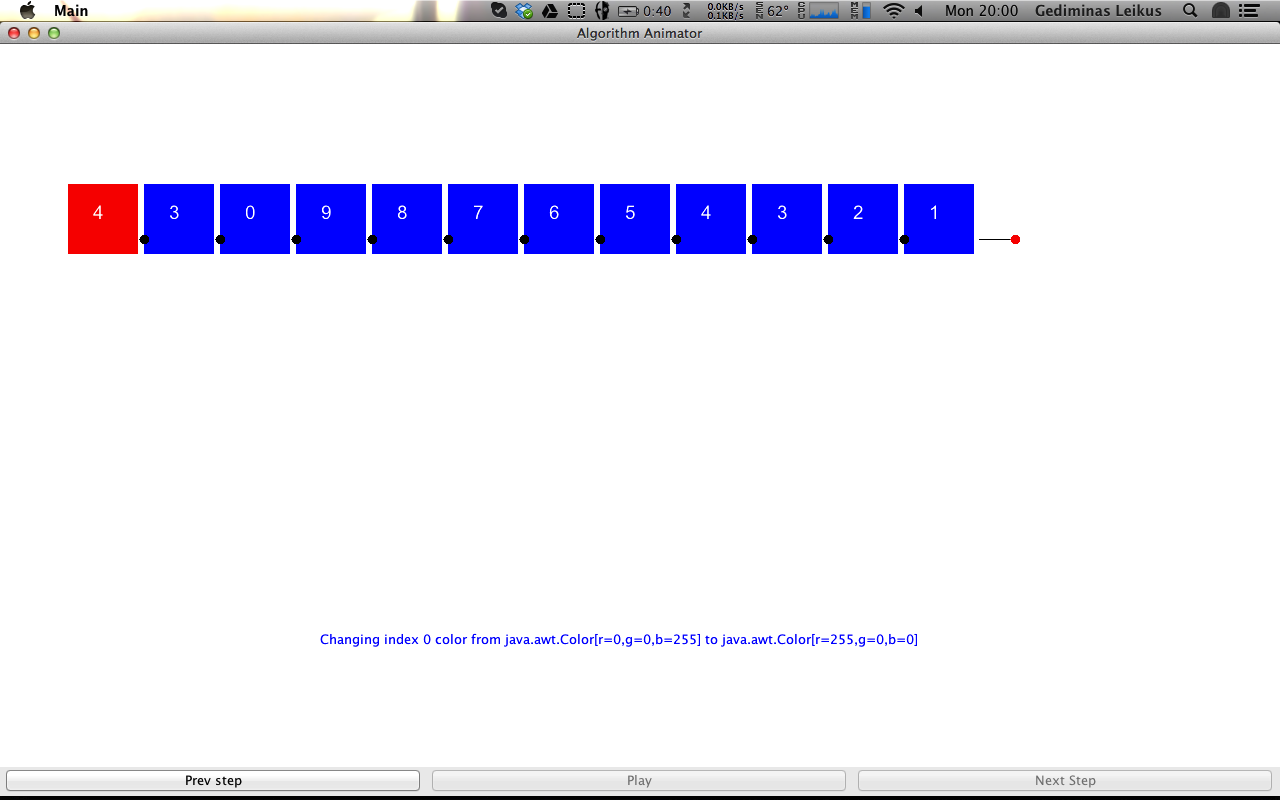 Main 0:40 0.0KB/s 0.1KB/s SEN 62° CPU MEM Mon 20:00 Gediminas Leikus
Algorithm Animator
4 3 0 9 8 7 6 5 4 3 2 1
Changing index 0 color from java.awt.Color[r=0,g=0,b=255] to java.awt.Color[r=255,g=0,b=0]
Prev step Play Next Step